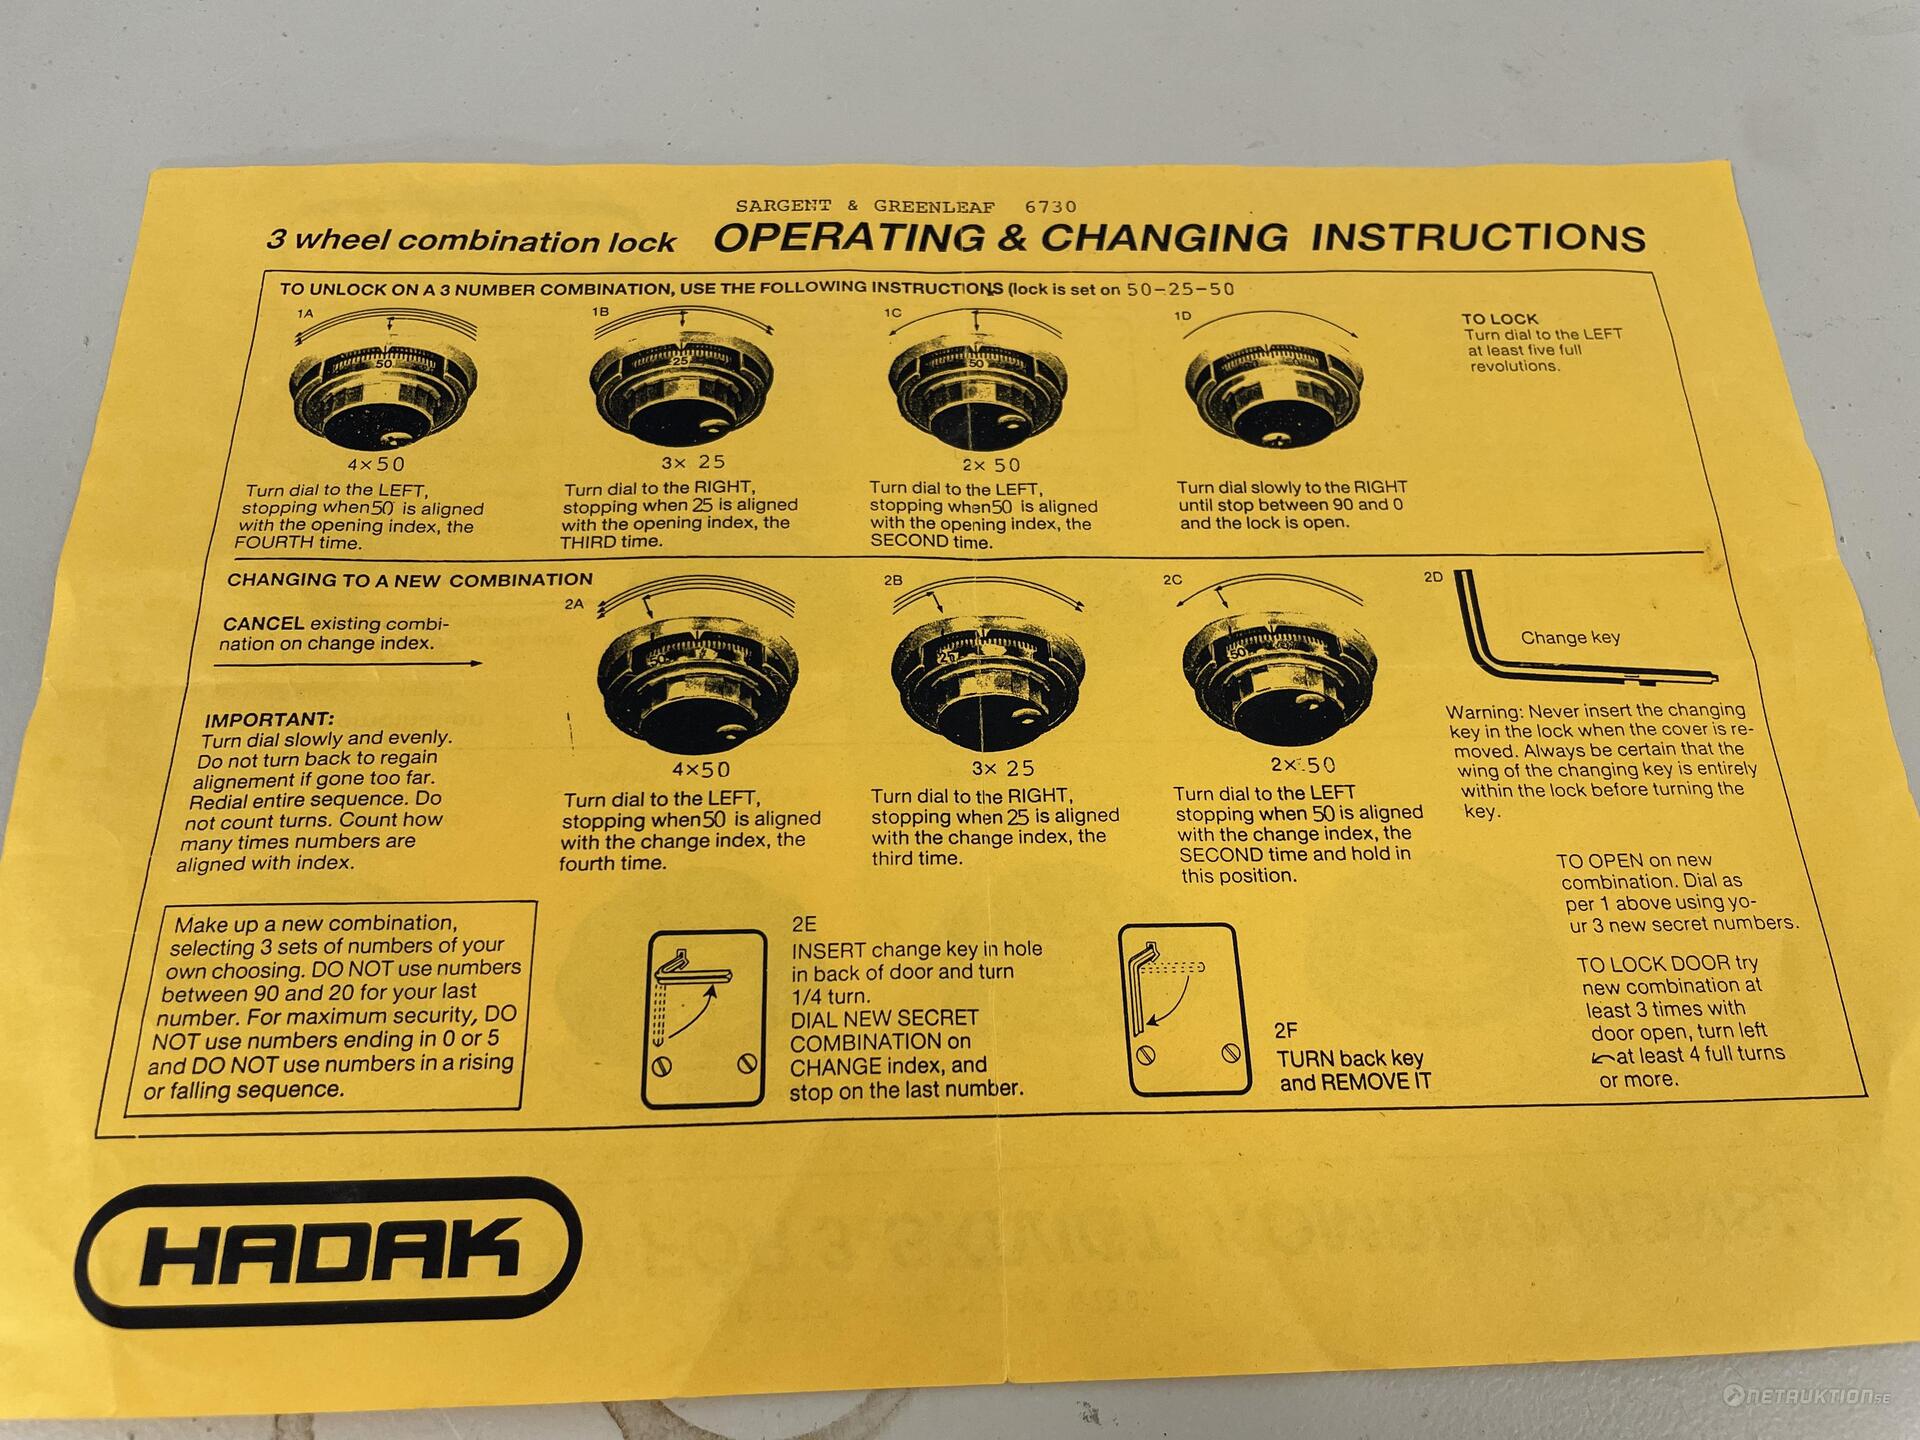 SARGENT & GREENLEAF 6730
3 wheel combination lock OPERATING & CHANGING INSTRUCTIONS
TO UNLOCK ON A 3 NUMBER COMBINATION, USE THE FOLLOWING INSTRUCTIONS (lock is set on 50-25-50
1A
50
4x50
Turn dial to the LEFT,
stopping when 50 is aligned
with the opening index, the
FOURTH time.
1B
25
3x 25
Turn dial to the RIGHT,
stopping when 25 is aligned
with the opening index, the
THIRD time.
1C
50
2x 50
Turn dial to the LEFT,
stopping when 50 is aligned
with the opening index, the
SECOND time.
1D
0
Turn dial slowly to the RIGHT
until stop between 90 and 0
and the lock is open.
TO LOCK
Turn dial to the LEFT
at least five full
revolutions.
CHANGING TO A NEW COMBINATION
CANCEL existing combi-
nation on change index.
IMPORTANT:
Turn dial slowly and evenly.
Do not turn back to regain
alignement if gone too far.
Redial entire sequence. Do
not count turns. Count how
many times numbers are
aligned with index.
2A
50
4x50
Turn dial to the LEFT,
stopping when 50 is aligned
with the change index, the
fourth time.
2B
25
3x 25
Turn dial to the RIGHT,
stopping when 25 is aligned
with the change index, the
third time.
2C
50
2x 50
Turn dial to the LEFT
stopping when 50 is aligned
with the change index, the
SECOND time and hold in
this position.
2D
Change key
Warning: Never insert the changing
key in the lock when the cover is re-
moved. Always be certain that the
wing of the changing key is entirely
within the lock before turning the
key.
Make up a new combination,
selecting 3 sets of numbers of your
own choosing. DO NOT use numbers
between 90 and 20 for your last
number. For maximum security, DO
NOT use numbers ending in 0 or 5
and DO NOT use numbers in a rising
or falling sequence.
2E
INSERT change key in hole
in back of door and turn
1/4 turn.
DIAL NEW SECRET
COMBINATION on
CHANGE index, and
stop on the last number.
2F
TURN back key
and REMOVE IT
TO OPEN on new
combination. Dial as
per 1 above using yo-
ur 3 new secret numbers.
TO LOCK DOOR try
new combination at
least 3 times with
door open, turn left
at least 4 full turns
or more.
HADAK
NETAUKTION.SE